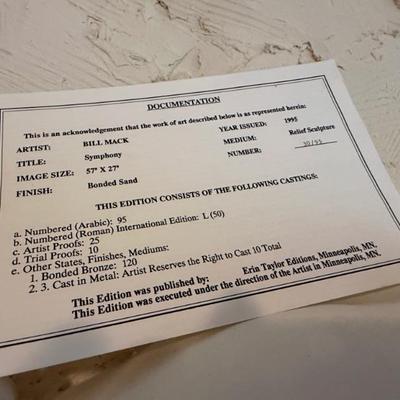 DOCUMENTATION
This is an acknowledgement that the work of art described below is as represented herein:
ARTIST: BILL MACK YEAR ISSUED: 1995
TITLE: Symphony MEDIUM: Relief Sculpture
IMAGE SIZE: 57" X 27" NUMBER:
FINISH: Bonded Sand
THIS EDITION CONSISTS OF THE FOLLOWING CASTINGS:
a. Numbered (Arabic): 95
b. Numbered (Roman) International Edition: L (50)
c. Artist Proofs: 25
d. Trial Proofs: 10
e. Other States, Finishes, Mediums:
1. Bonded Bronze: 120
2. 3. Cast in Metal: Artist Reserves the Right to Cast 10 Total
This Edition was published by: Erin Taylor Editions, Minneapolis, MN.
This Edition was executed under the direction of the Artist in Minneapolis, MN.